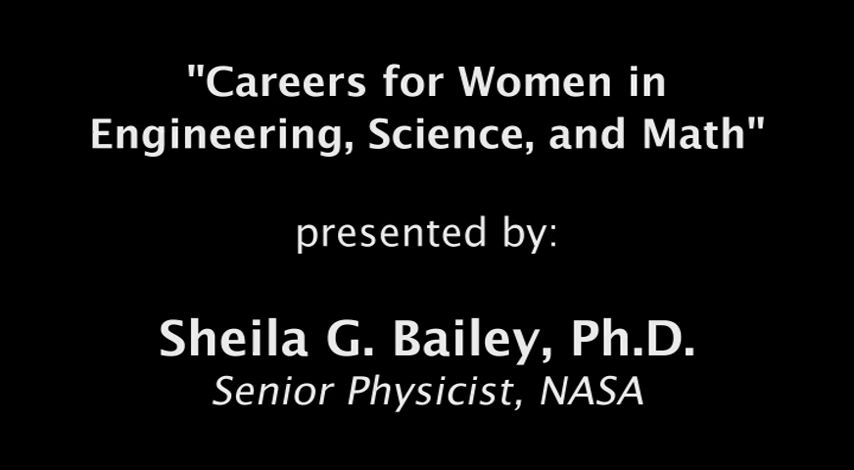 "Careers for Women in
Engineering, Science, and Math"
presented by:
Sheila G. Bailey, Ph.D.
Senior Physicist, NASA